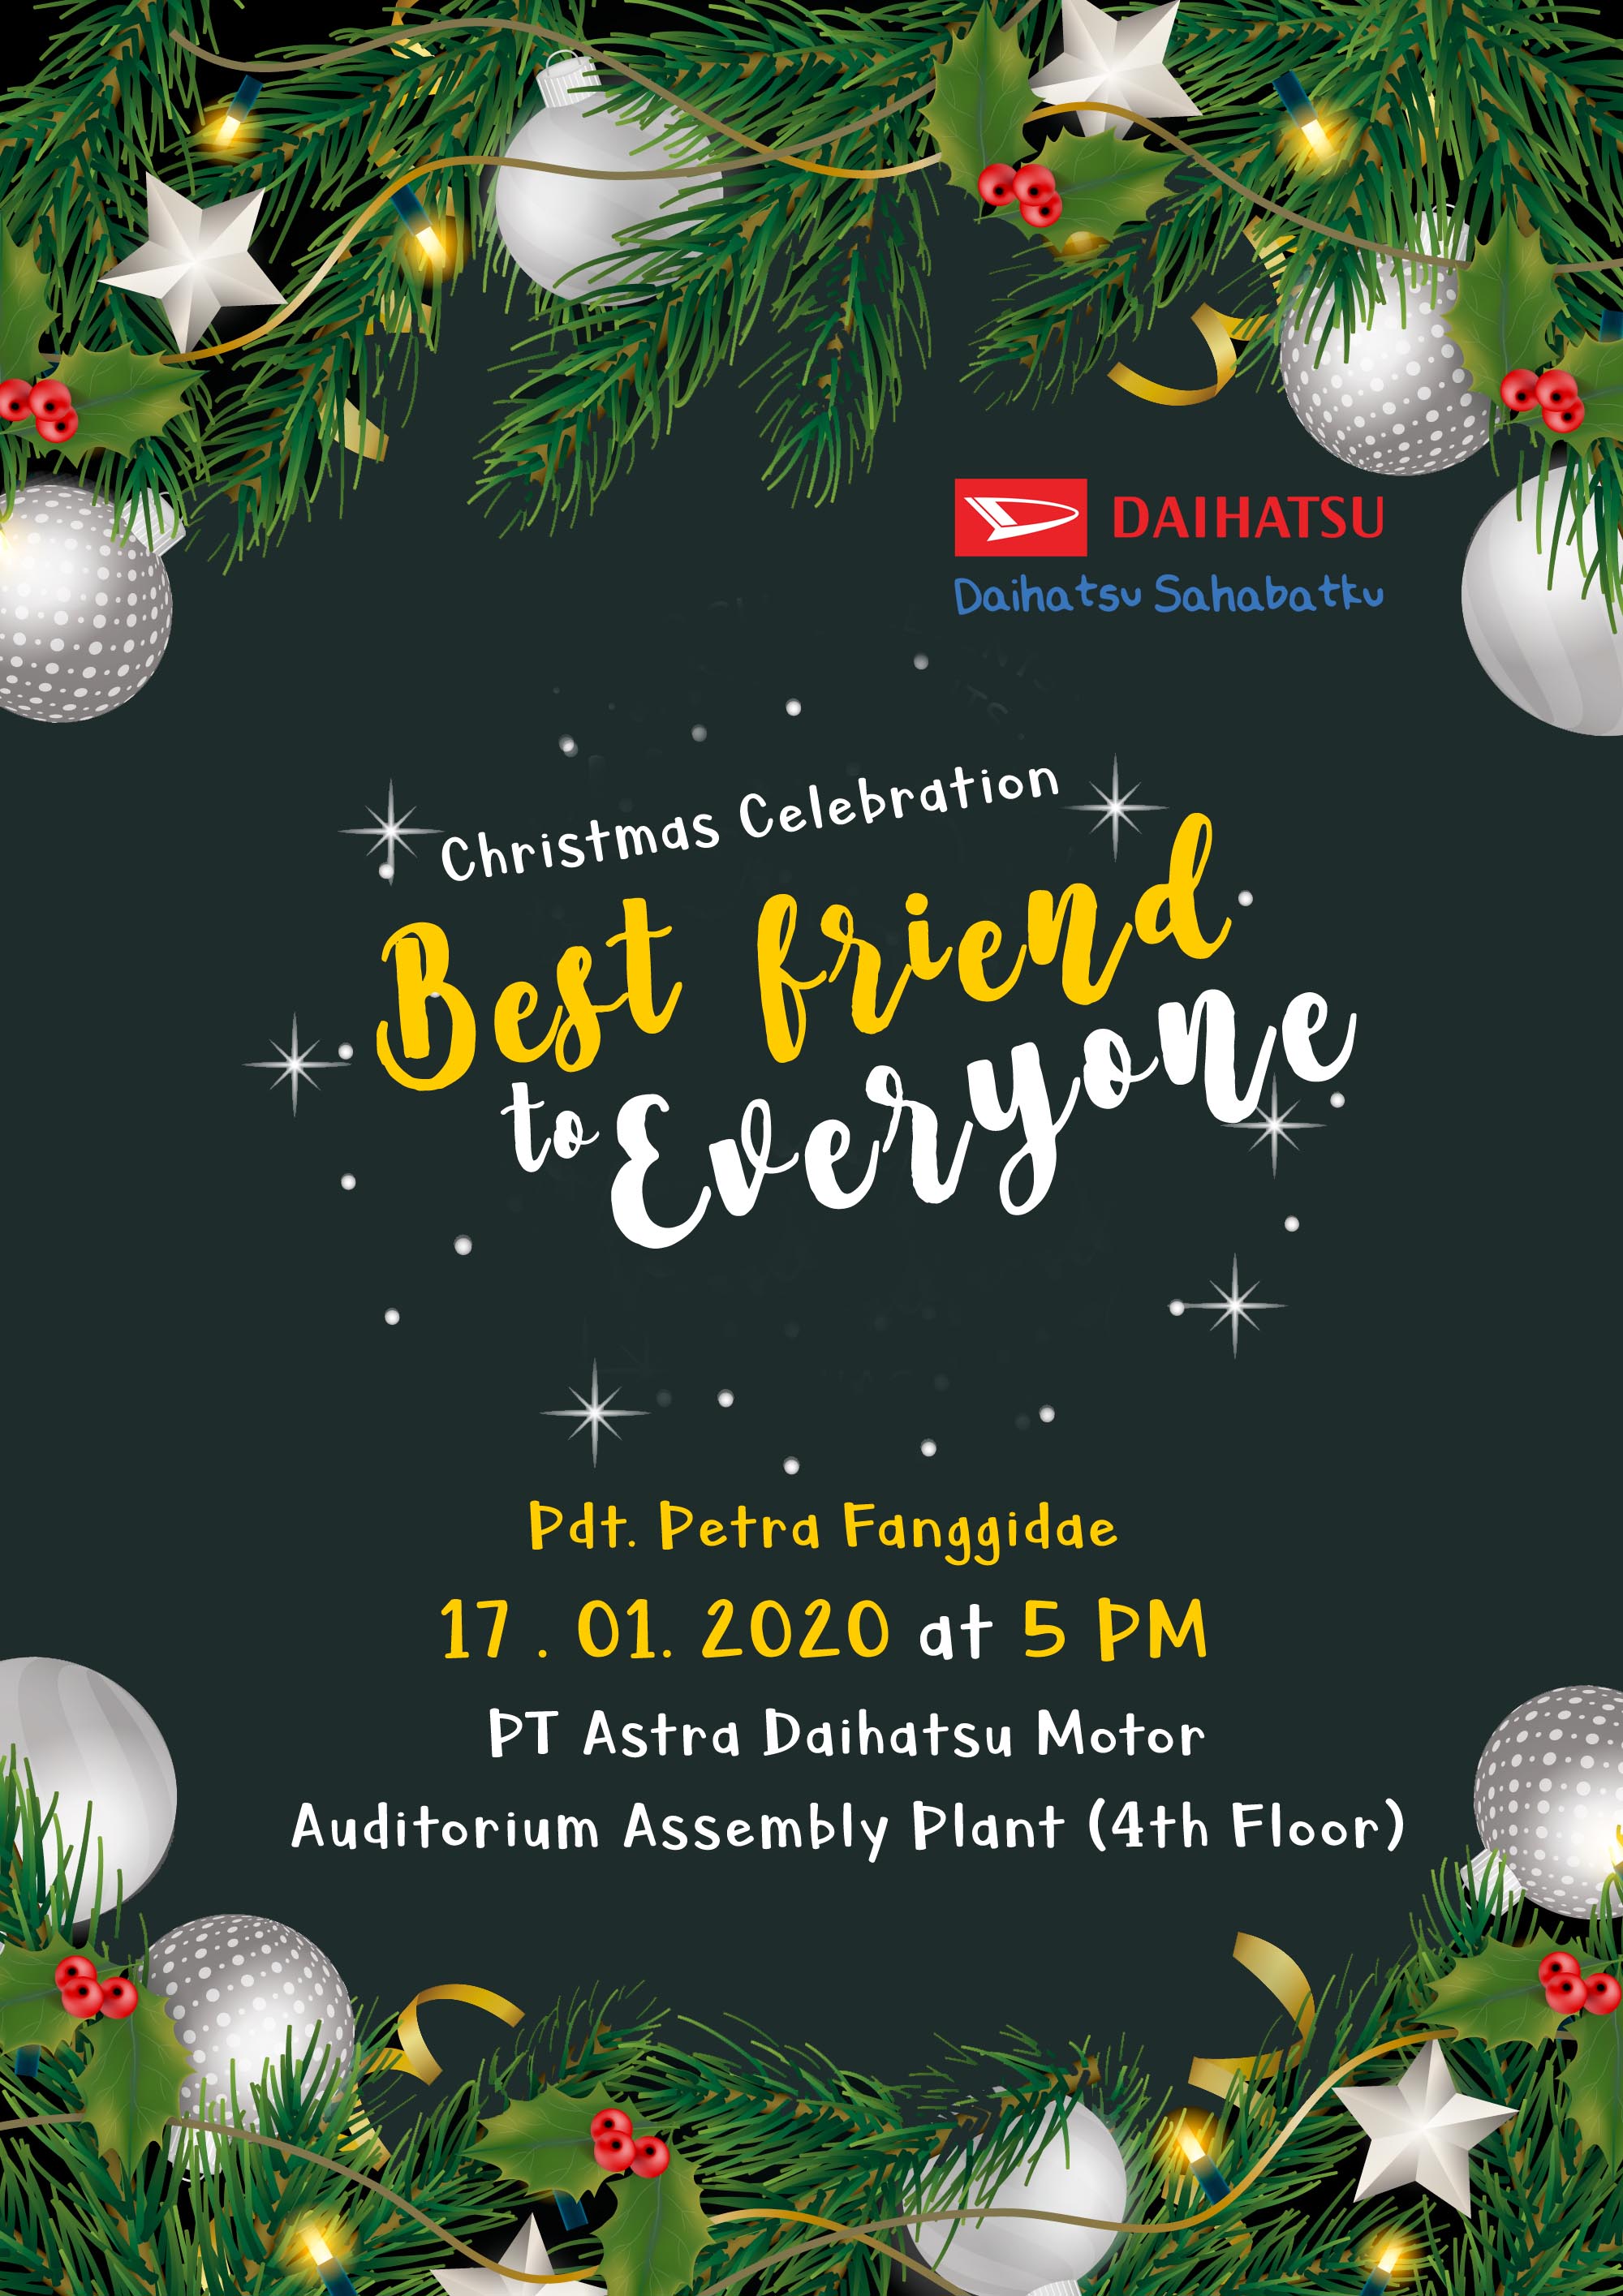 DAIHATSU
Daihatsu Sahabatku
Christmas Celebration
Best friend
to Everyone
Pdt. Petra Fanggidae
17 . 01. 2020 at 5 PM
PT Astra Daihatsu Motor
Auditorium Assembly Plant (4th Floor)